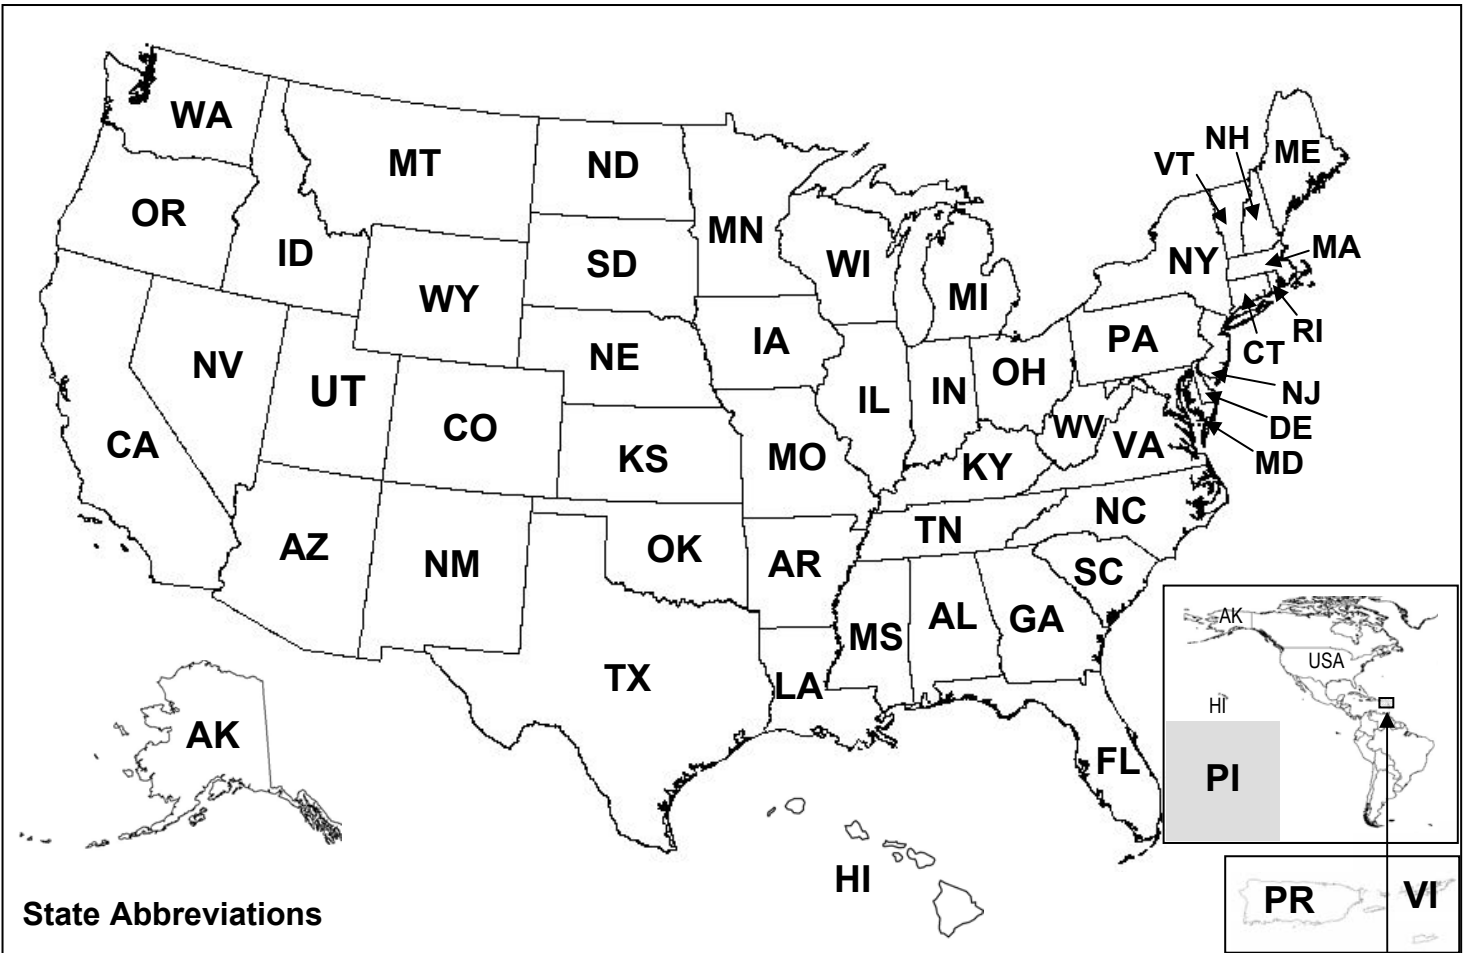 WA
MT
ND
MN
OR
ID
SD
WI
MI
NY
VT
NH
ME
MA
RI
CT
NJ
DE
MD
WY
NE
IA
PA
NV
UT
CO
IL
IN
OH
CA
KS
MO
KY
WV
VA
AZ
NM
OK
AR
TN
NC
SC
TX
LA
MS
AL
GA
FL
AK
HI
AK
USA
HI
PI
PR
VI
State Abbreviations